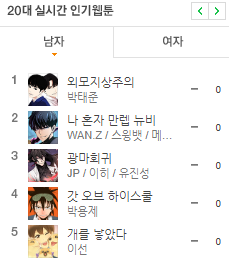 20대 실시간 인기웹툰
남자
여자
1
외모지상주의
박태준
0
2
나 혼자 만렙 뉴비
WAN.Z / 스윙뱃 / 메...
0
3
광마회귀
JP / 이히 / 유진성
0
4
갓 오브 하이스쿨
박용제
0
5
개를 낳았다
이선
0